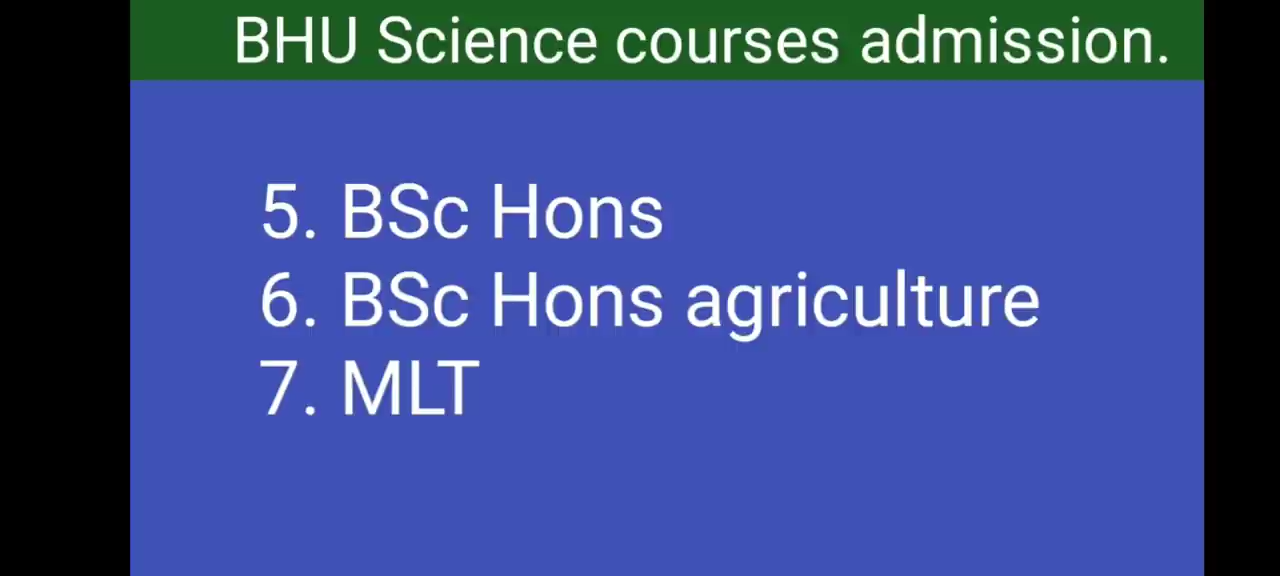 BHU Science courses admission.
5. BSc Hons
6. BSc Hons agriculture
7. MLT